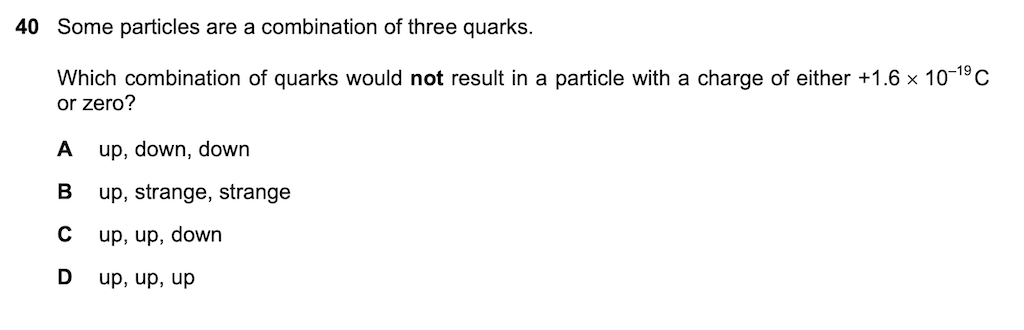 40 Some particles are a combination of three quarks.
Which combination of quarks would not result in a particle with a charge of either +1.6 × 10⁻¹⁹ C
or zero?
A up, down, down
B up, strange, strange
C up, up, down
D up, up, up